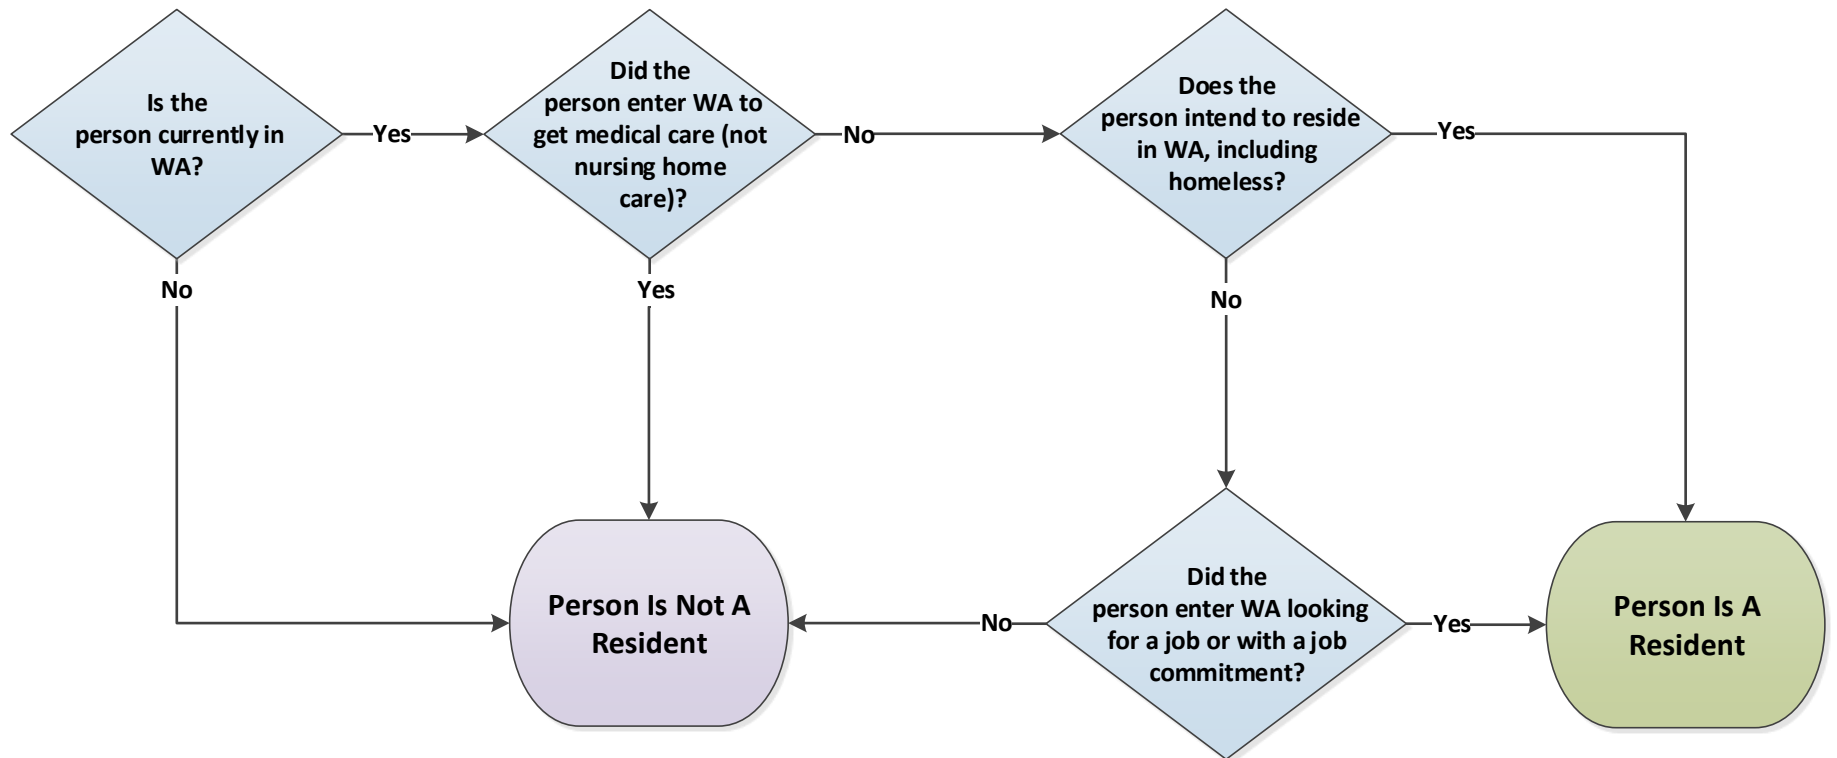 Is the
person currently in
WA?
Yes
Did the
person enter WA to
get medical care (not
nursing home
care)?
No
Does the
person intend to reside
in WA, including
homeless?
Yes
No
Yes
No
Person Is Not A
Resident
No
Did the
person enter WA looking
for a job or with a job
commitment?
Yes
Person Is A
Resident